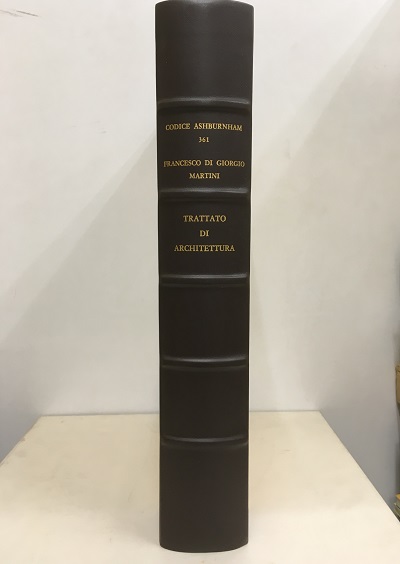 CODICE ASHBURNHAM
361
FRANCESCO DI GIORGIO
MARTINI
TRATTATO
DI
ARCHITETTURA